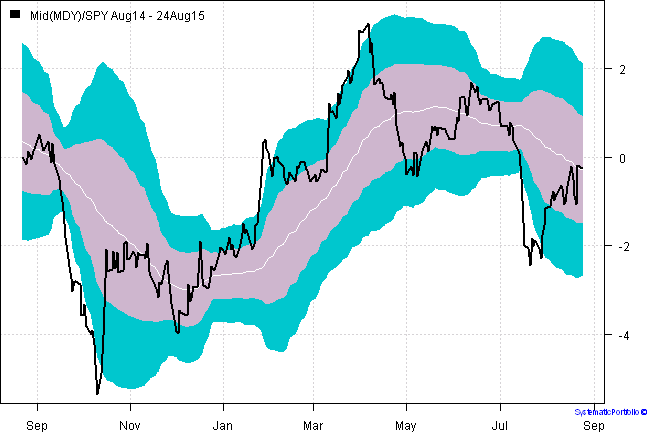 Mid(MDY)/SPY Aug14 - 24Aug15
2
0
-2
-4
SystematicPortfolio ©
Sep Nov Jan Mar May Jul Sep